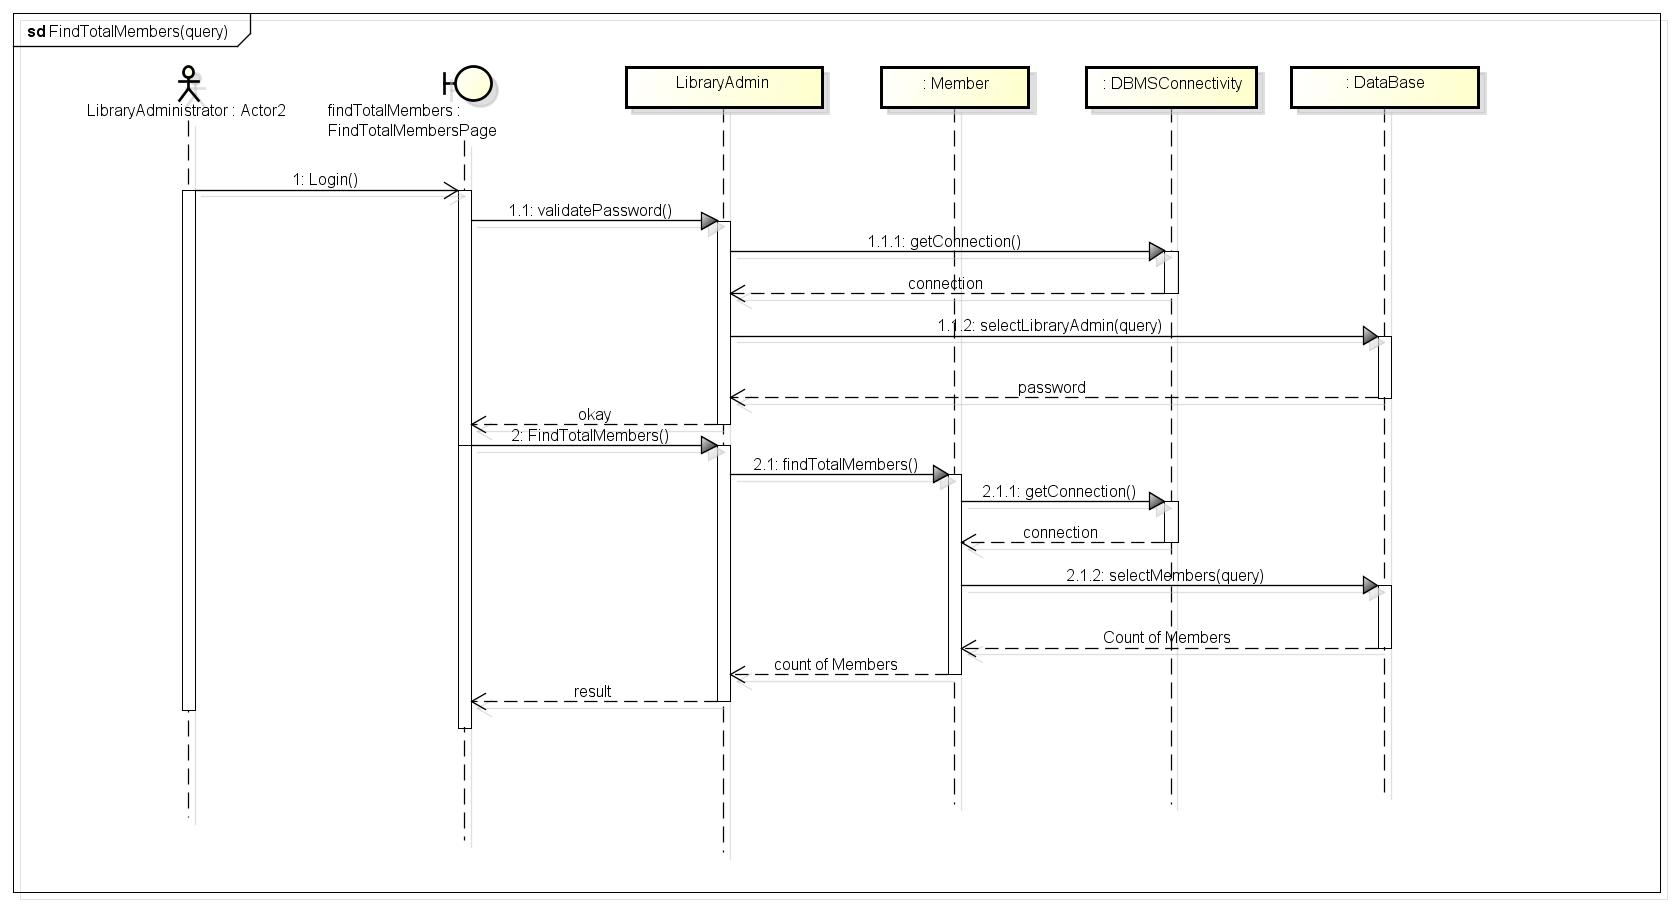 sd FindTotalMembers(query)
LibraryAdministrator : Actor2
findTotalMembers :
FindTotalMembersPage
LibraryAdmin
: Member
: DBMSConnectivity
: DataBase
1: Login()
1.1: validatePassword()
1.1.1: getConnection()
connection
1.1.2: selectLibraryAdmin(query)
password
okay
2: FindTotalMembers()
2.1: findTotalMembers()
2.1.1: getConnection()
connection
2.1.2: selectMembers(query)
Count of Members
count of Members
result